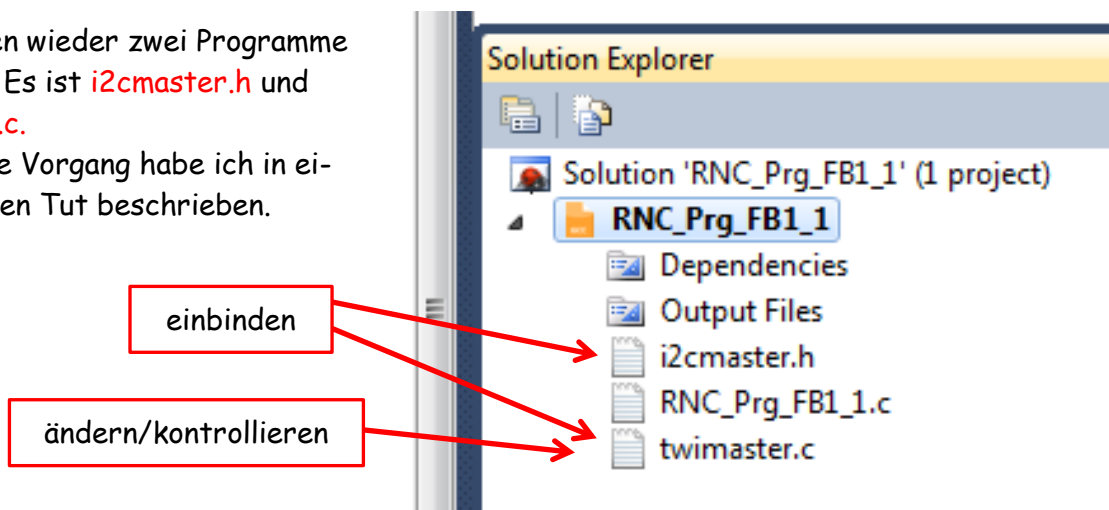 en wieder zwei Programme
Es ist i2cmaster.h und
.c.
e Vorgang habe ich in ei-
en Tut beschrieben.
einbinden
ändern/kontrollieren
Solution Explorer
Solution 'RNC_Prg_FB1_1' (1 project)
RNC_Prg_FB1_1
Dependencies
Output Files
i2cmaster.h
RNC_Prg_FB1_1.c
twimaster.c